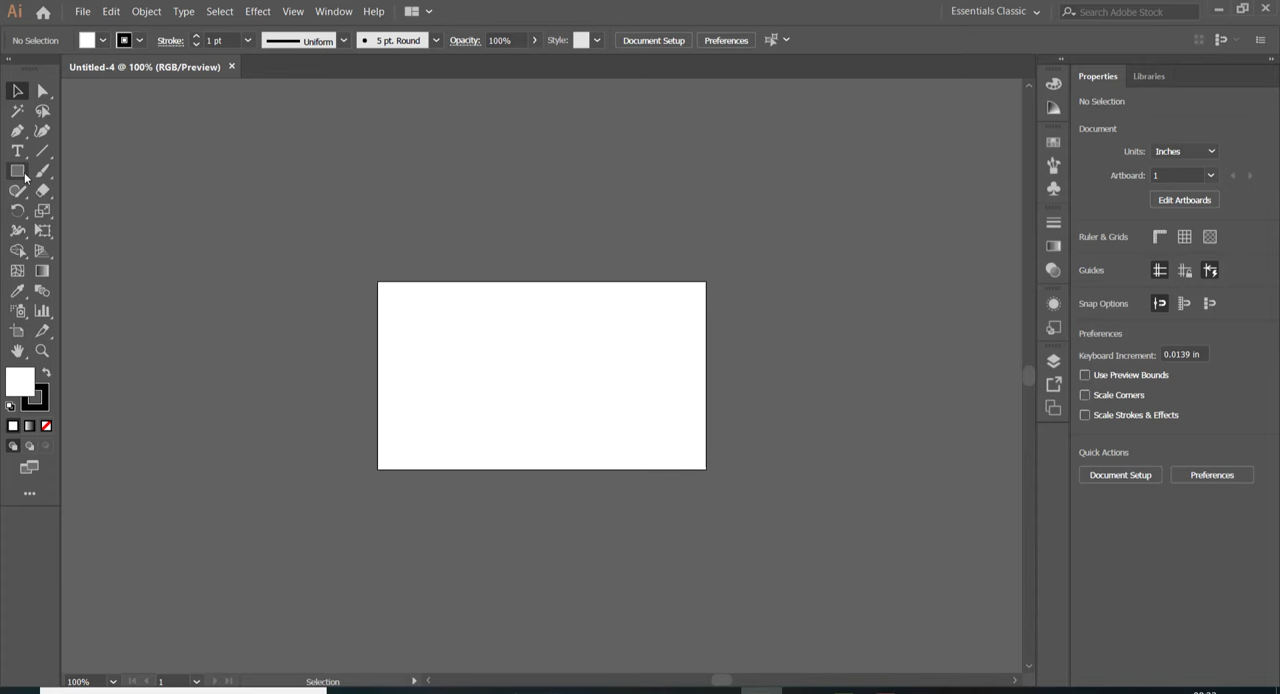 Ai File Edit Object Type Select Effect View Window Help Essentials Classic Search Adobe Stock
No Selection Stroke: 1 pt Uniform 5 pt. Round Opacity: 100% Style: Document Setup Preferences
Untitled-4 @ 100% (RGB/Preview)
Properties Libraries
No Selection
Document
Units: Inches
Artboard: 1
Edit Artboards
Ruler & Grids
Guides
Snap Options
Preferences
Keyboard Increment: 0.0139 in
Use Preview Bounds
Scale Corners
Scale Strokes & Effects
Quick Actions
Document Setup Preferences
100% 1 Selection